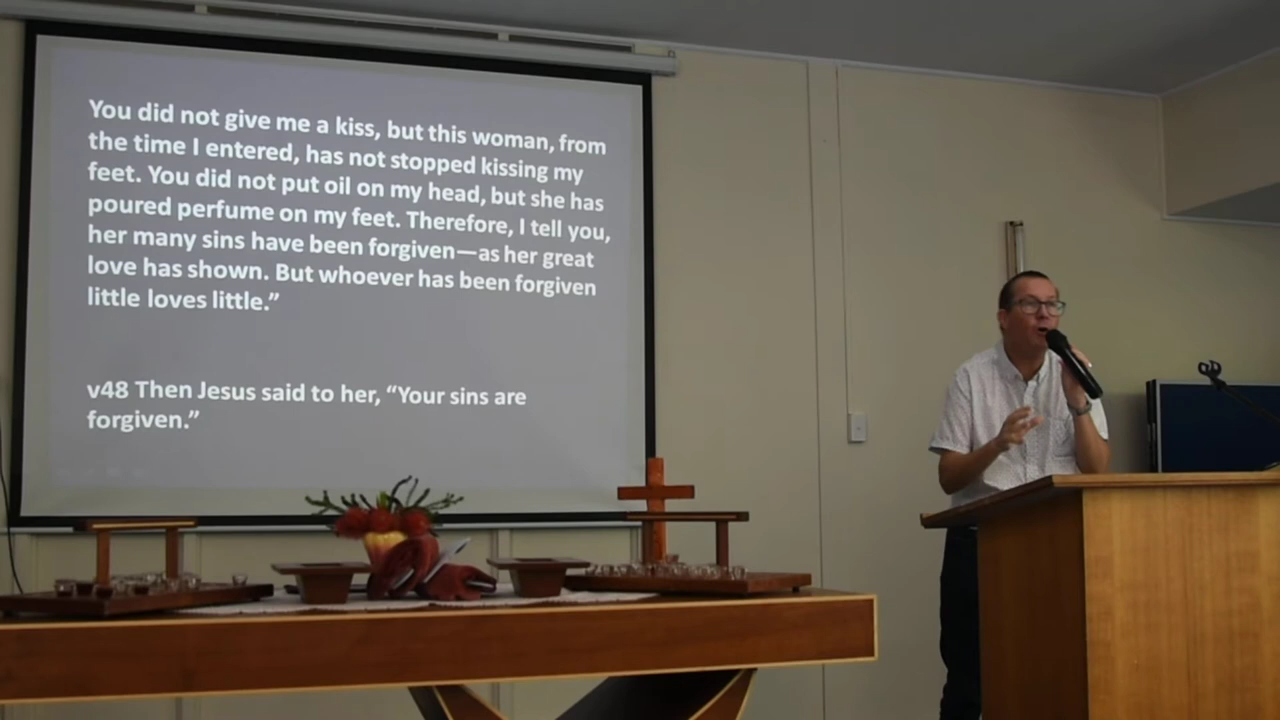 You did not give me a kiss, but this woman, from
the time I entered, has not stopped kissing my
feet. You did not put oil on my head, but she has
poured perfume on my feet. Therefore, I tell you,
her many sins have been forgiven—as her great
love has shown. But whoever has been forgiven
little loves little.”
v48 Then Jesus said to her, “Your sins are
forgiven.”